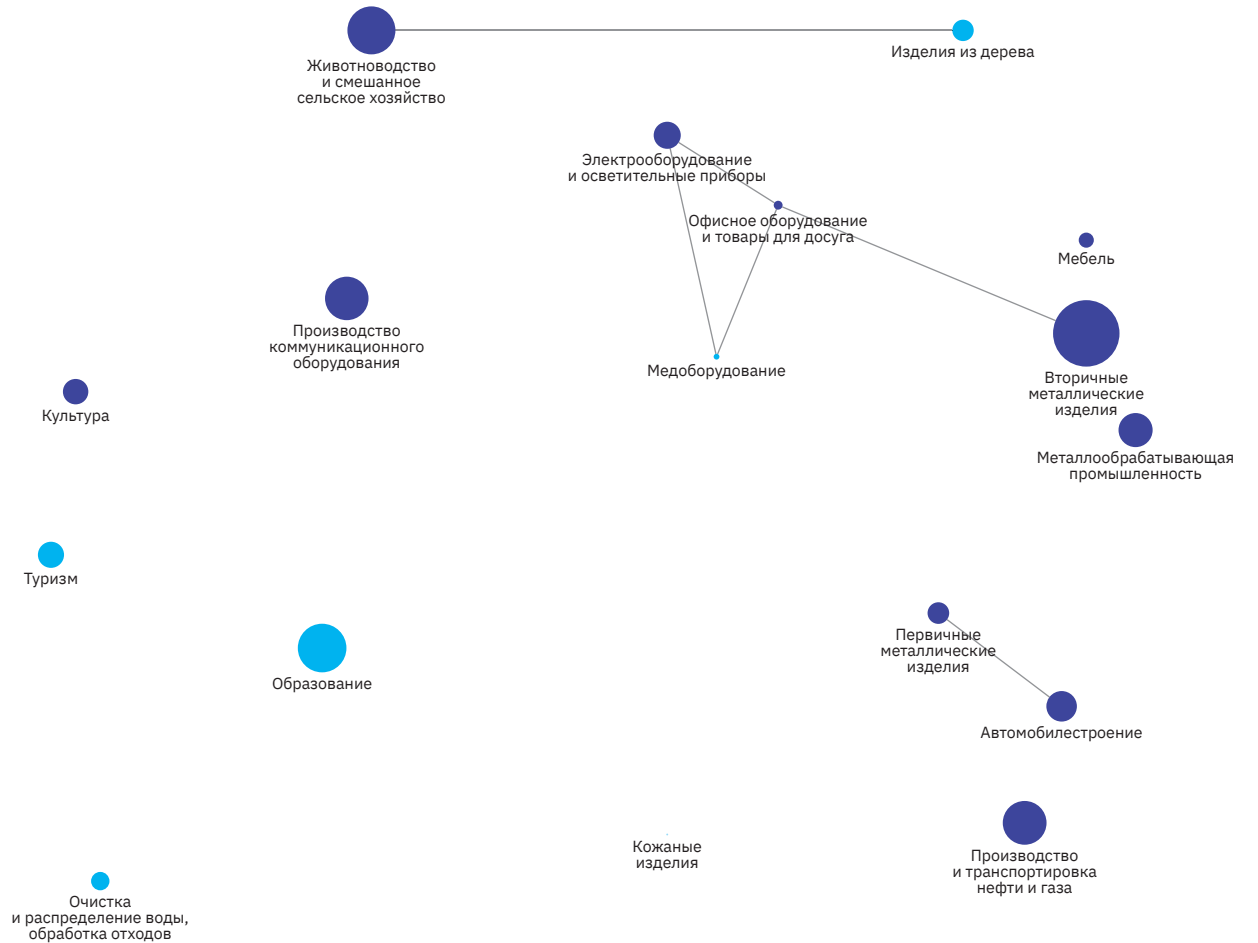 Животноводство
и смешанное
сельское хозяйство
Изделия из дерева
Электрооборудование
и осветительные приборы
Офисное оборудование
и товары для досуга
Мебель
Производство
коммуникационного
оборудования
Медоборудование
Вторичные
металлические
изделия
Культура
Металлообрабатывающая
промышленность
Туризм
Первичные
металлические
изделия
Образование
Автомобилестроение
Кожаные
изделия
Производство
и транспортировка
нефти и газа
Очистка
и распределение воды,
обработка отходов